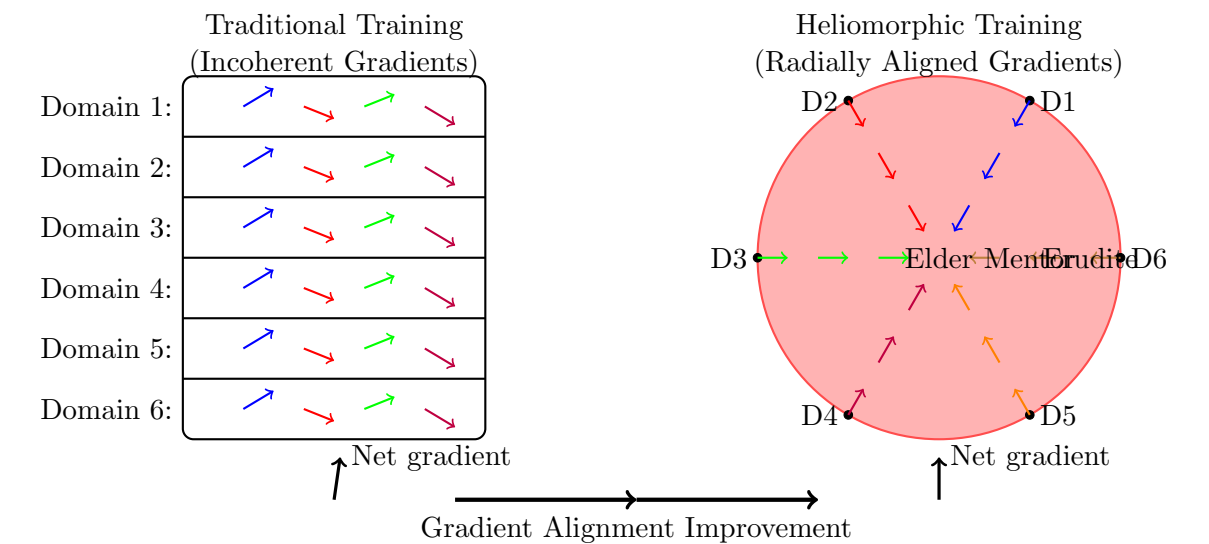 Traditional Training
(Incoherent Gradients)
Domain 1:
Domain 2:
Domain 3:
Domain 4:
Domain 5:
Domain 6:
Net gradient
Heliomorphic Training
(Radially Aligned Gradients)
D2
D1
D3
Elder Mentor Erudite D6
D4
D5
Net gradient
Gradient Alignment Improvement